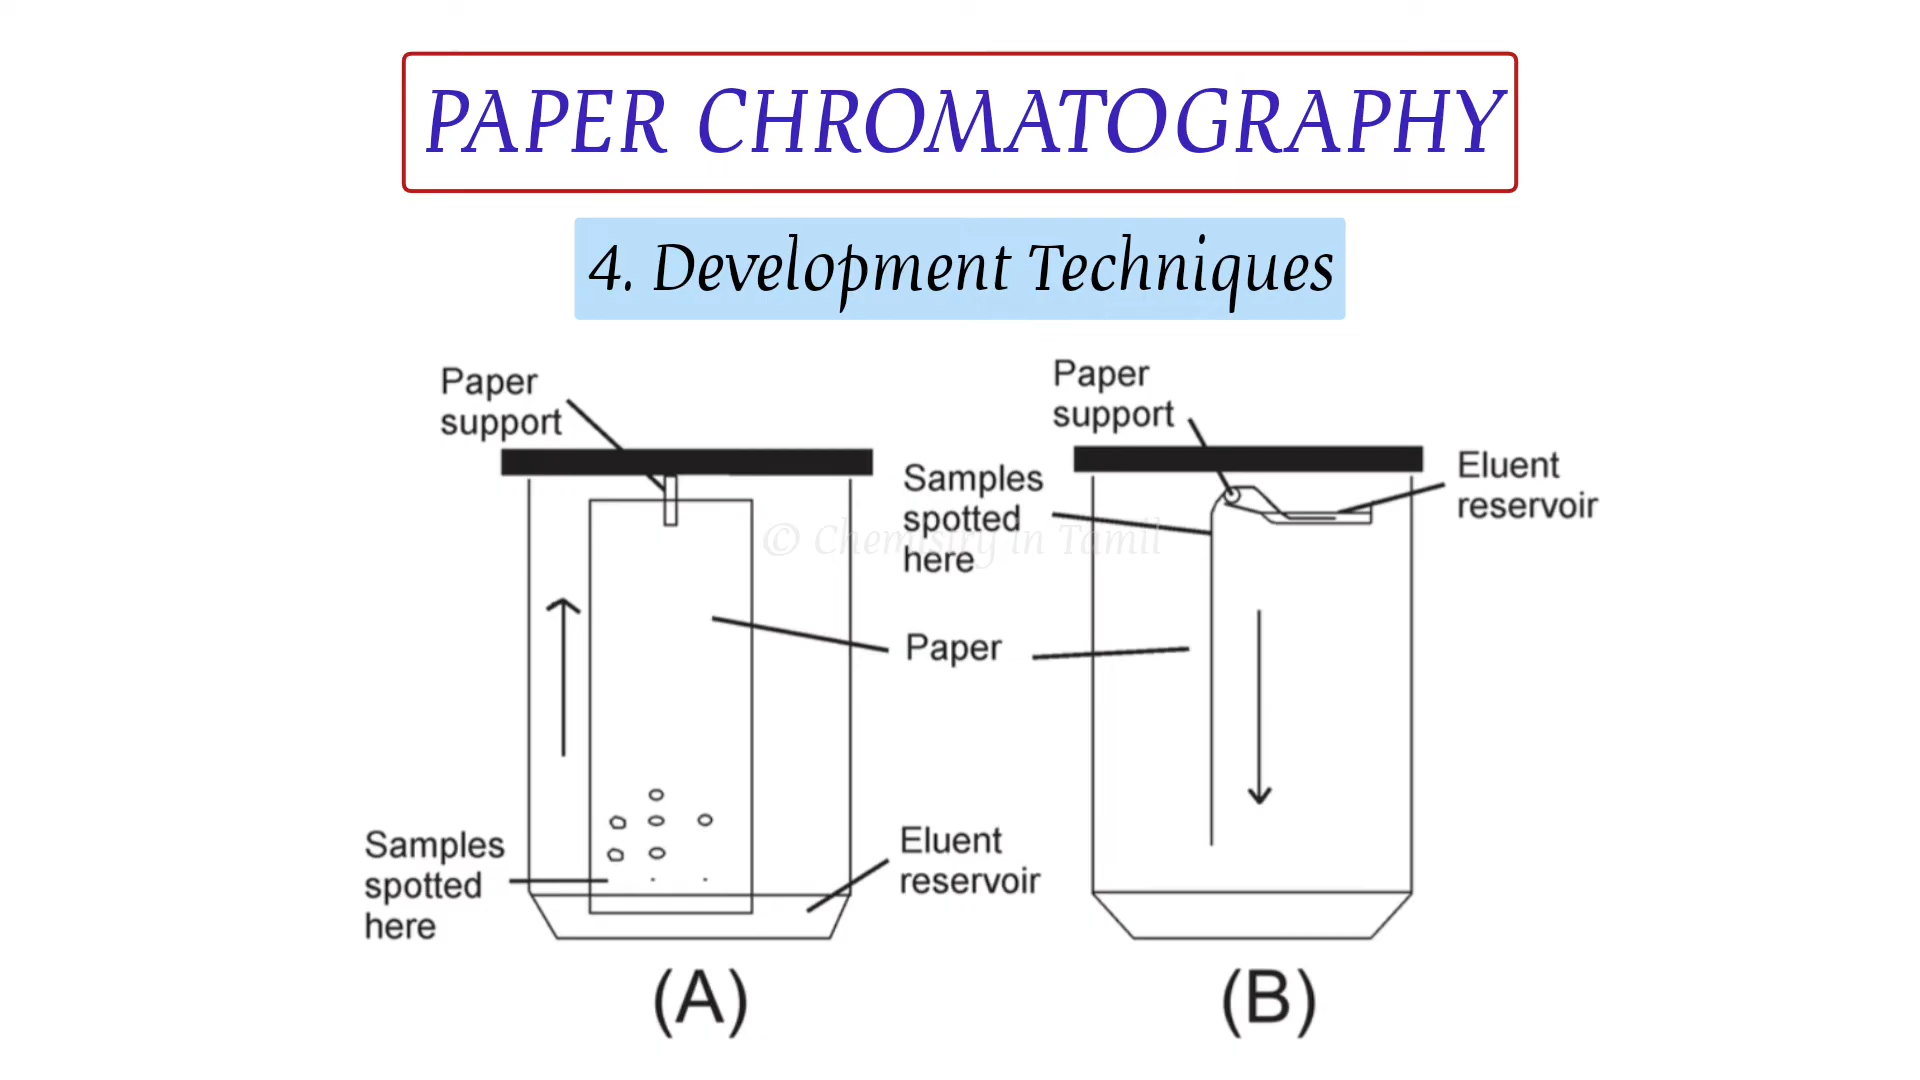 PAPER CHROMATOGRAPHY
4. Development Techniques
Paper
support
Samples
spotted
here
Eluent
reservoir
(A)
Paper
Paper
support
Samples
spotted
here
Eluent
reservoir
(B)
© Chemistry in Tamil